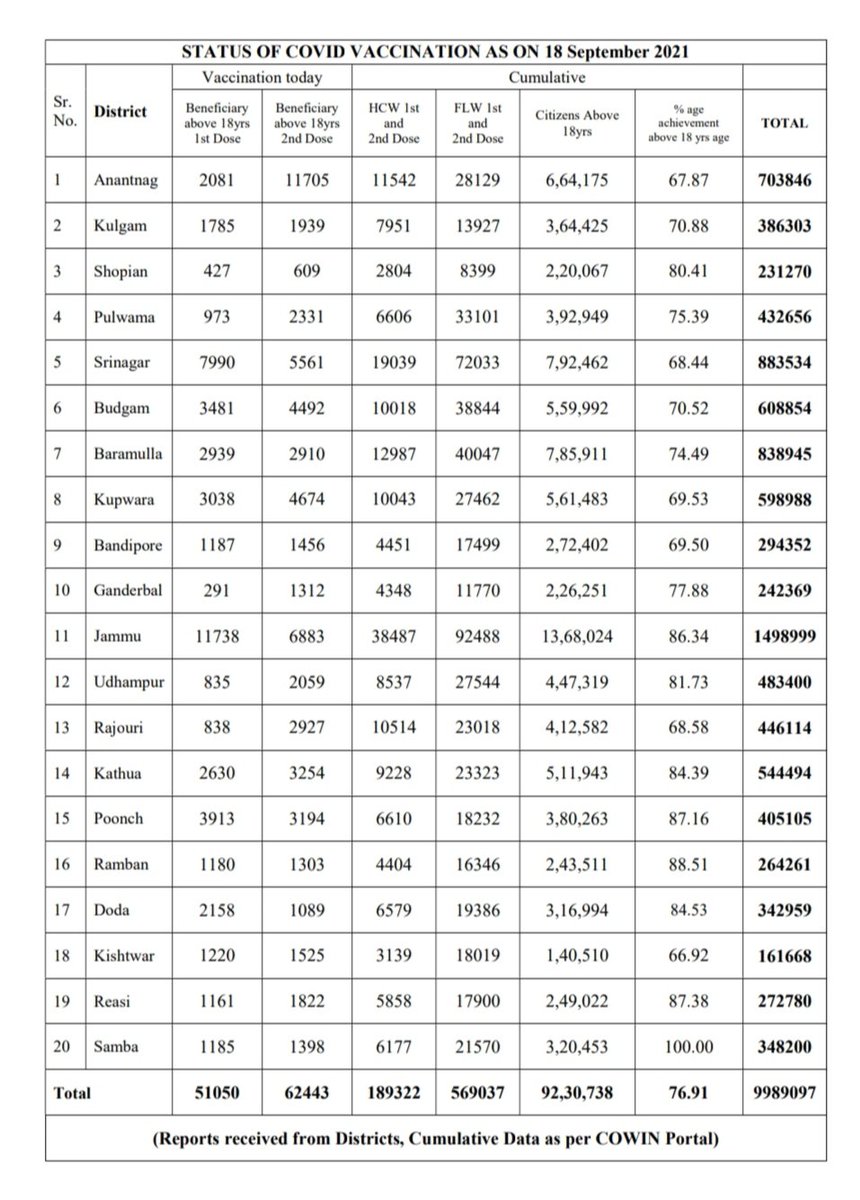 STATUS OF COVID VACCINATION AS ON 18 September 2021
Vaccination today Cumulative
Sr. No. District Beneficiary above 18yrs 1st Dose Beneficiary above 18yrs 2nd Dose HCW 1st and 2nd Dose FLW 1st and 2nd Dose Citizens Above 18yrs % age achievement above 18 yrs age TOTAL
1 Anantnag 2081 11705 11542 28129 6,64,175 67.87 703846
2 Kulgam 1785 1939 7951 13927 3,64,425 70.88 386303
3 Shopian 427 609 2804 8399 2,20,067 80.41 231270
4 Pulwama 973 2331 6606 33101 3,92,949 75.39 432656
5 Srinagar 7990 5561 19039 72033 7,92,462 68.44 883534
6 Budgam 3481 4492 10018 38844 5,59,992 70.52 608854
7 Baramulla 2939 2910 12987 40047 7,85,911 74.49 838945
8 Kupwara 3038 4674 10043 27462 5,61,483 69.53 598988
9 Bandipore 1187 1456 4451 17499 2,72,402 69.50 294352
10 Ganderbal 291 1312 4348 11770 2,26,251 77.88 242369
11 Jammu 11738 6883 38487 92488 13,68,024 86.34 1498999
12 Udhampur 835 2059 8537 27544 4,47,319 81.73 483400
13 Rajouri 838 2927 10514 23018 4,12,582 68.58 446114
14 Kathua 2630 3254 9228 23323 5,11,943 84.39 544494
15 Poonch 3913 3194 6610 18232 3,80,263 87.16 405105
16 Ramban 1180 1303 4404 16346 2,43,511 88.51 264261
17 Doda 2158 1089 6579 19386 3,16,994 84.53 342959
18 Kishtwar 1220 1525 3139 18019 1,40,510 66.92 161668
19 Reasi 1161 1822 5858 17900 2,49,022 87.38 272780
20 Samba 1185 1398 6177 21570 3,20,453 100.00 348200
Total 51050 62443 189322 569037 92,30,738 76.91 9989097
(Reports received from Districts, Cumulative Data as per COWIN Portal)